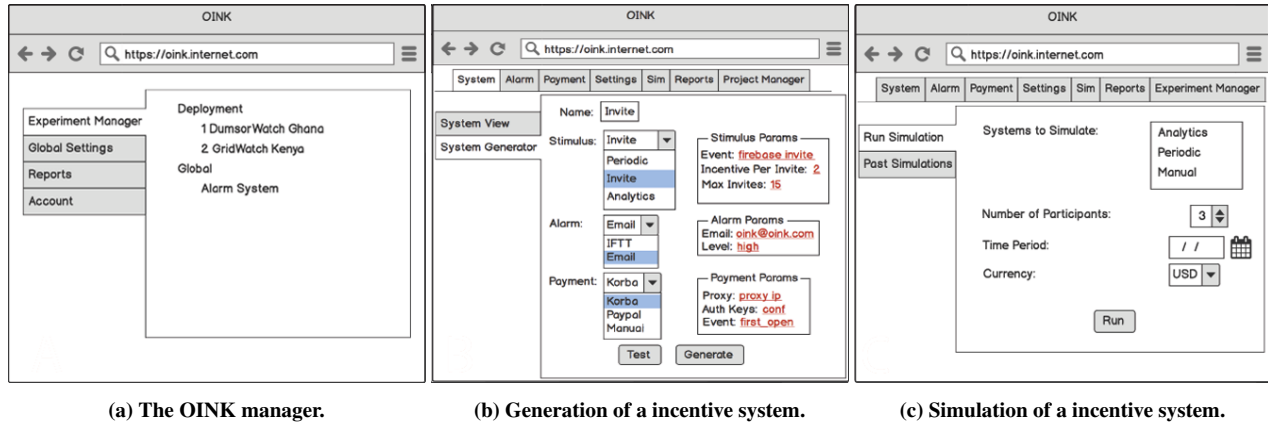 OINK
https://oink.internet.com
Experiment Manager
Global Settings
Reports
Account
Deployment
1 DumsorWatch Ghana
2 GridWatch Kenya
Global
Alarm System
(a) The OINK manager.
OINK
https://oink.internet.com
System Alarm Payment Settings Sim Reports Project Manager
System View
System Generator
Name: Invite
Stimulus: Invite
Periodic
Invite
Analytics
Stimulus Params
Event: firebase invite
Incentive Per Invite: 2
Max Invites: 15
Alarm: Email
IFTT
Email
Alarm Params
Email: oink@oink.com
Level: high
Payment: Korba
Korba
Paypal
Manual
Payment Params
Proxy: proxy ip
Auth Keys: conf
Event: first_open
Test Generate
(b) Generation of a incentive system.
OINK
https://oink.internet.com
System Alarm Payment Settings Sim Reports Experiment Manager
Run Simulation
Past Simulations
Systems to Simulate:
Analytics
Periodic
Manual
Number of Participants: 3
Time Period: / /
Currency: USD
Run
(c) Simulation of a incentive system.